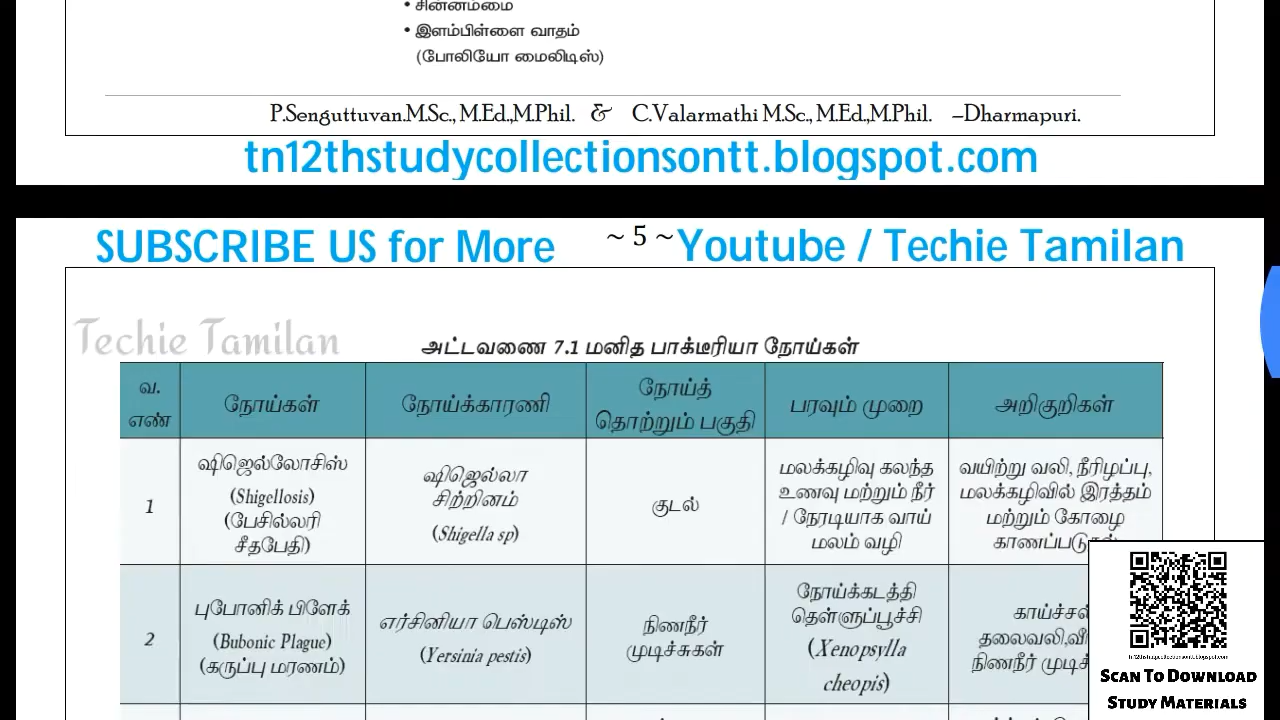 • சின்னம்மை
• இளம்பிள்ளை வாதம்
(போலியோ மைலிடிஸ்)
P.Senguttuvan.M.Sc., M.Ed.,M.Phil. & C.Valarmathi M.Sc., M.Ed.,M.Phil. –Dharmapuri.
tn12thstudycollectionsontt.blogspot.com
SUBSCRIBE US for More ~ 5 ~ Youtube / Techie Tamilan
Techie Tamilan
அட்டவணை 7.1 மனித பாக்டீரியா நோய்கள்
வ.
எண்
நோய்கள்
நோய்க்காரணி
நோய்த்
தொற்றும் பகுதி
பரவும் முறை
அறிகுறிகள்
1
ஷிஜெல்லோசிஸ்
(Shigellosis)
(பேசில்லரி
சீதபேதி)
ஷிஜெல்லா
சிற்றினம்
(Shigella sp)
குடல்
மலக்கழிவு கலந்த
உணவு மற்றும் நீர்
/ நேரடியாக வாய்
மலம் வழி
வயிற்று வலி, நீரிழப்பு,
மலக்கழிவில் இரத்தம்
மற்றும் கோழை
2
புபோனிக் பிளேக்
(Bubonic Plague)
(கருப்பு மரணம்)
எர்சினியா பெஸ்டிஸ்
(Yersinia pestis)
நிணநீர்
முடிச்சுகள்
நோய்க்கடத்தி
தெள்ளுப்பூச்சி
(Xenopsylla
cheopis)
தலைவலி,
நிணநீர்
tn12thstudycollectionsontt.blogspot.com
SCAN TO DOWNLOAD
STUDY MATERIALS